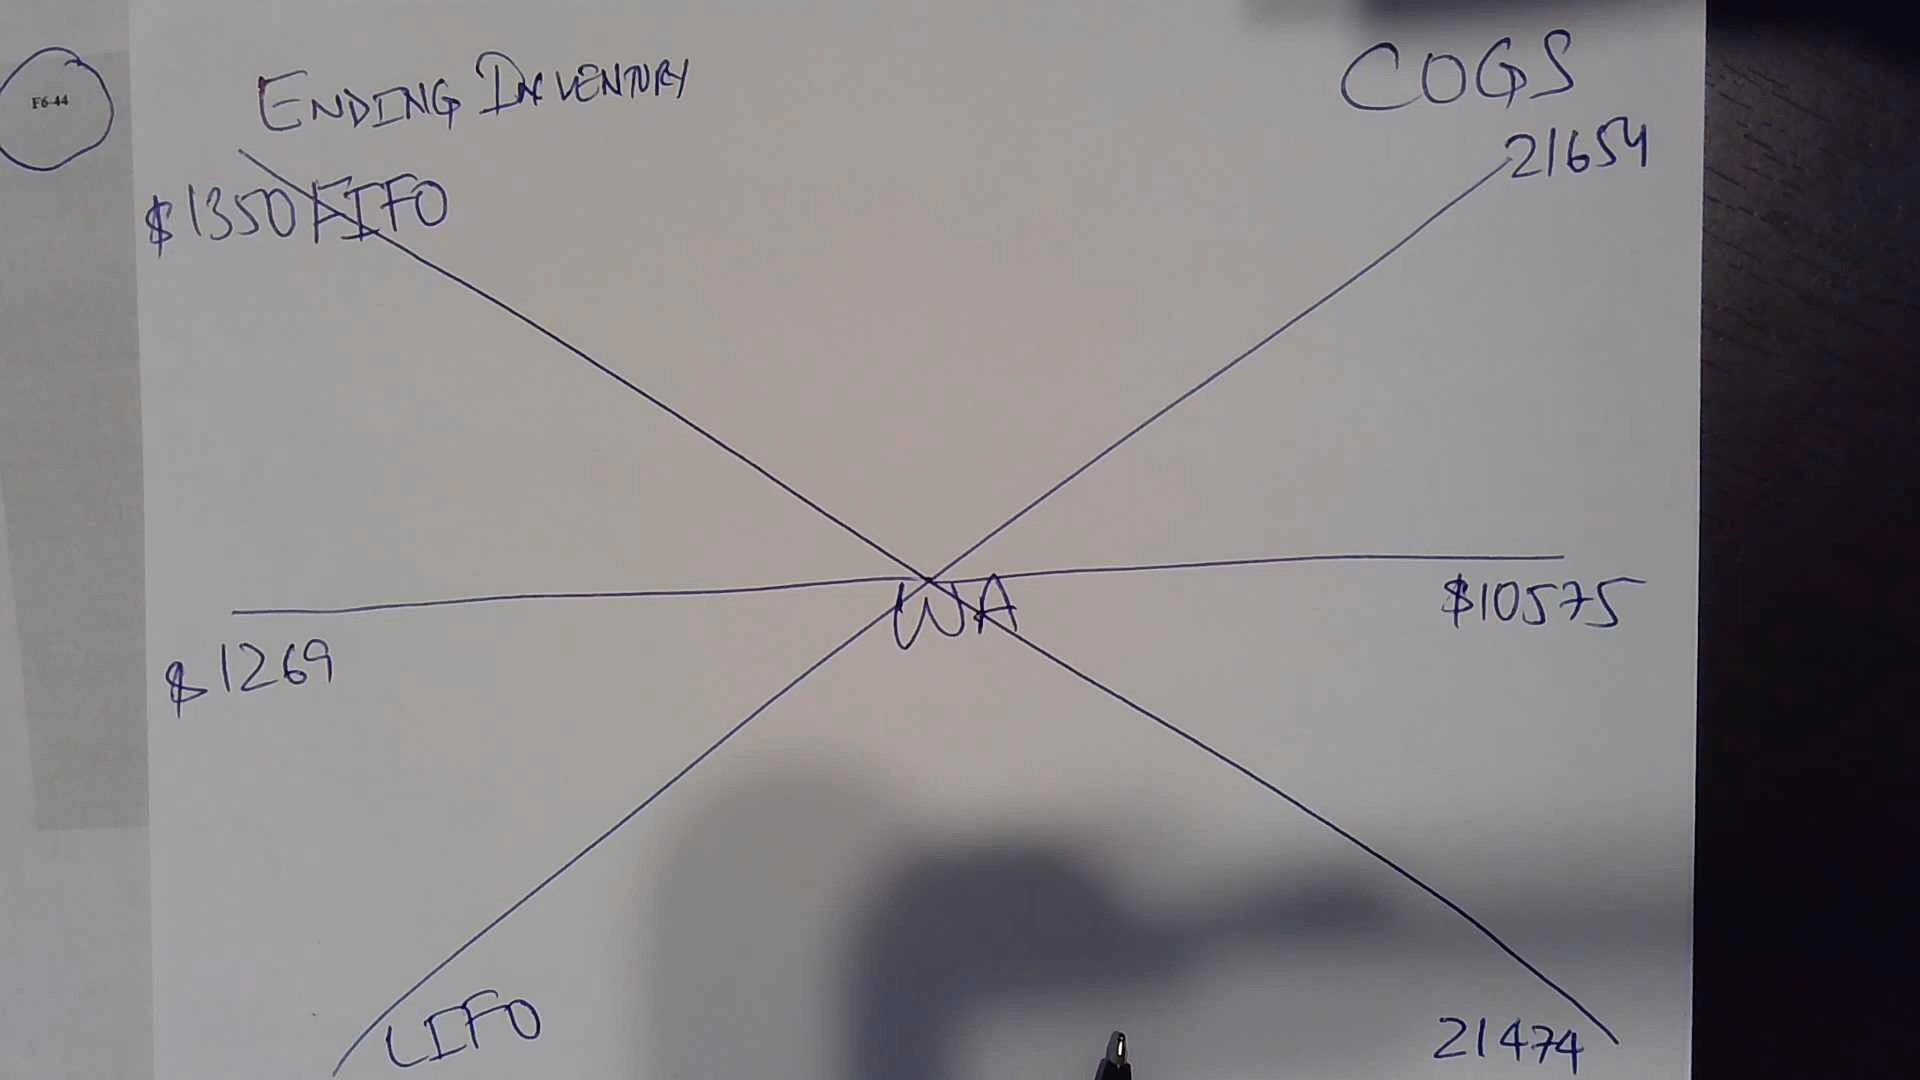 F6-44
ENDING INVENTORY
COGS
21654
$1350 FIFO
WA
$10575
$1269
LIFO
21474